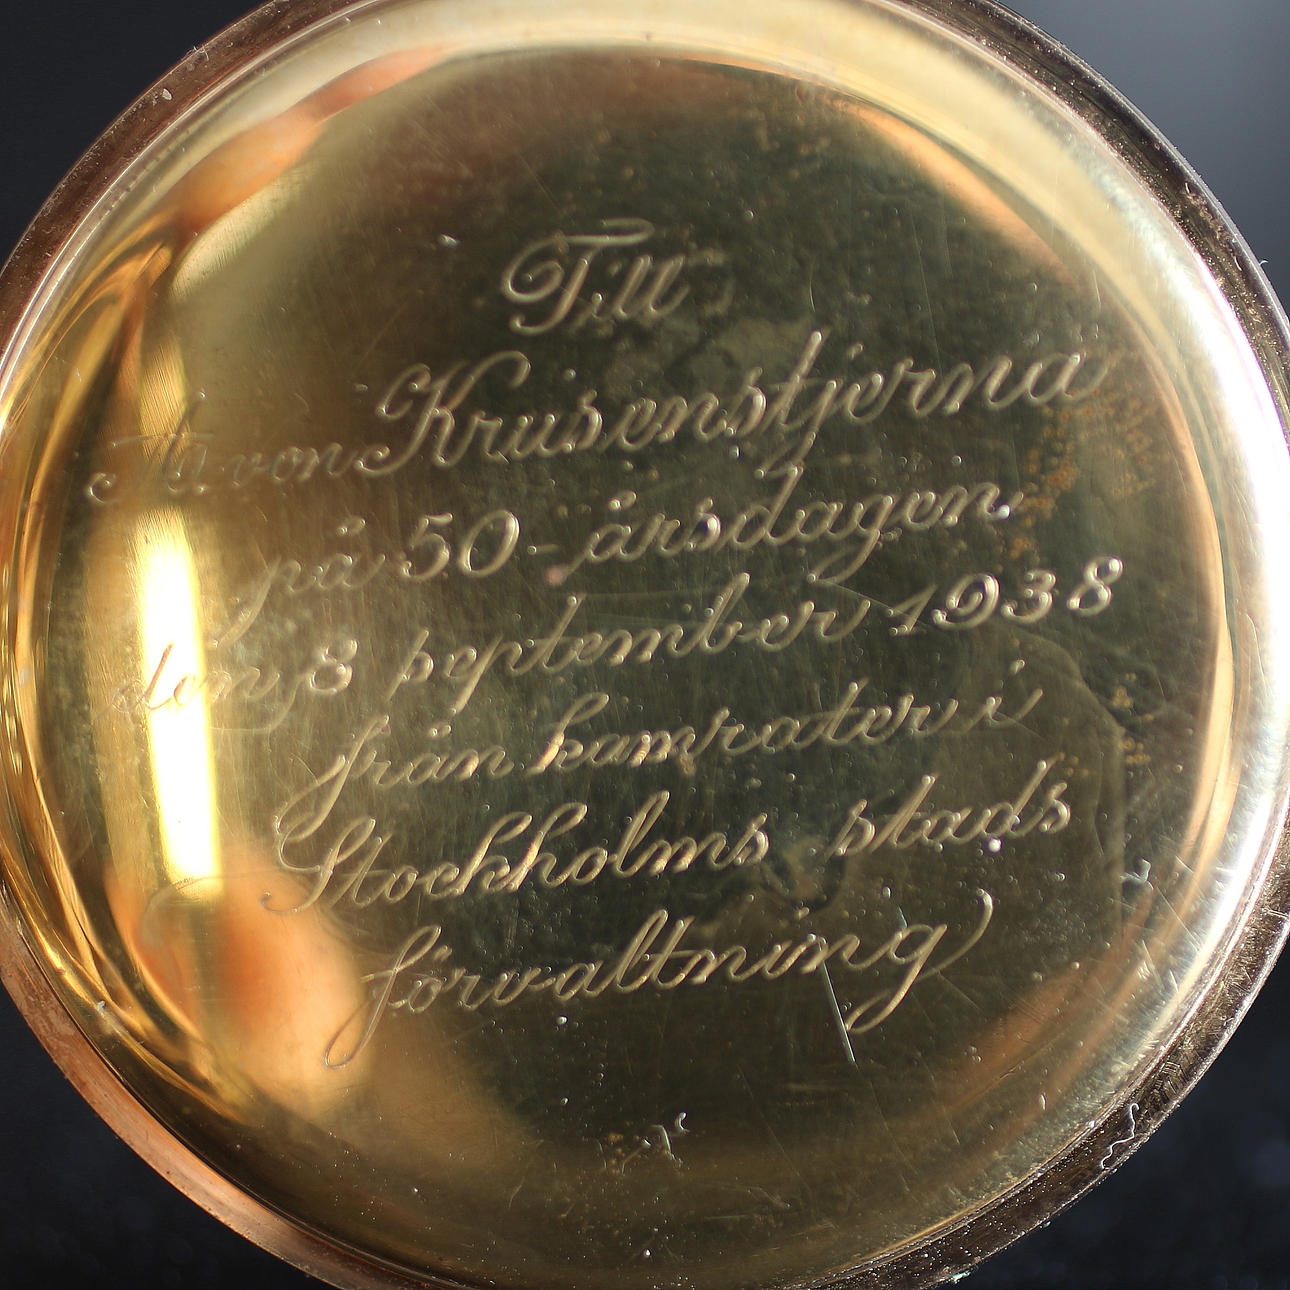 Till
von Krusenstjerna
på 50-årsdagen
den 8 september 1938
från kamrater i
Stockholms stads
förvaltning